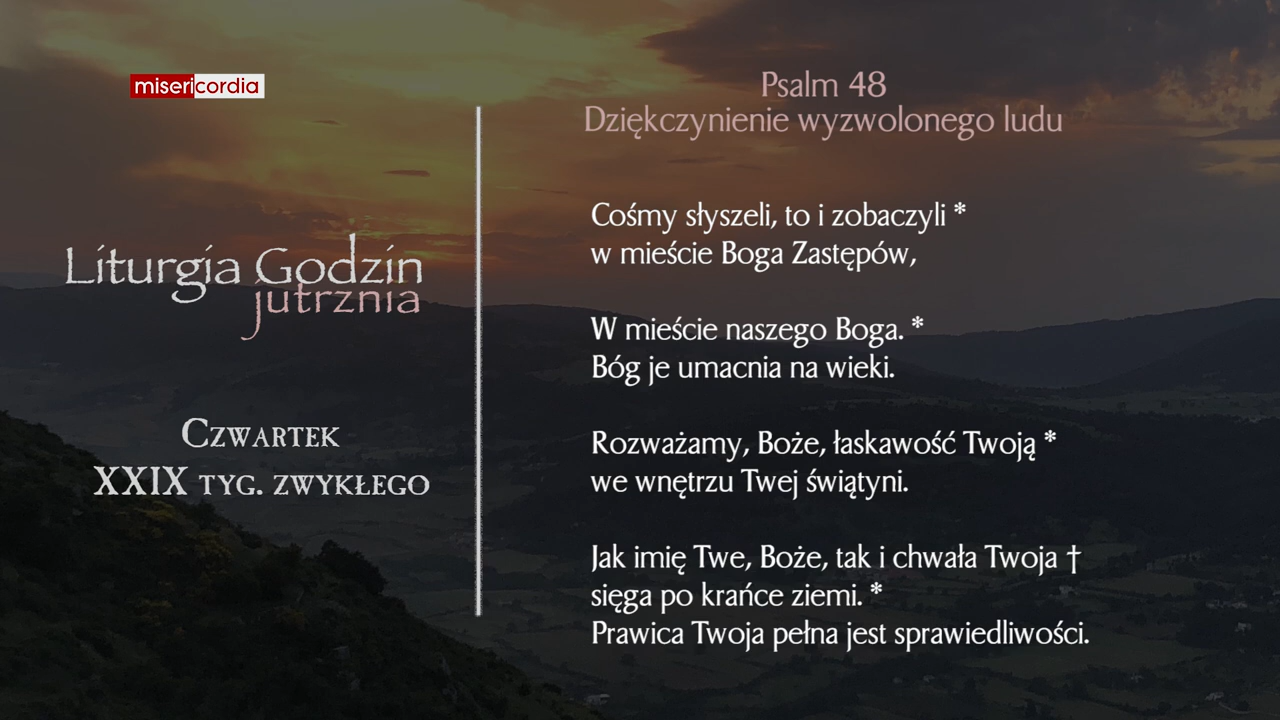 misericordia
Liturgia Godzin
jutrznia
Czwartek
XXIX tyg. zwykłego
Psalm 48
Dziękczynienie wyzwolonego ludu
Cośmy słyszeli, to i zobaczyli *
w mieście Boga Zastępów,
W mieście naszego Boga. *
Bóg je umacnia na wieki.
Rozważamy, Boże, łaskawość Twoją *
we wnętrzu Twej świątyni.
Jak imię Twe, Boże, tak i chwała Twoja †
sięga po krańce ziemi. *
Prawica Twoja pełna jest sprawiedliwości.